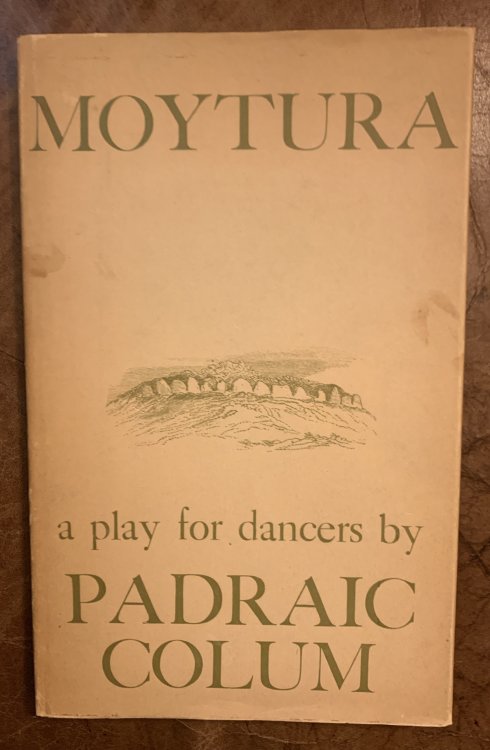 MOYTURA
a play for dancers by
PADRAIC
COLUM